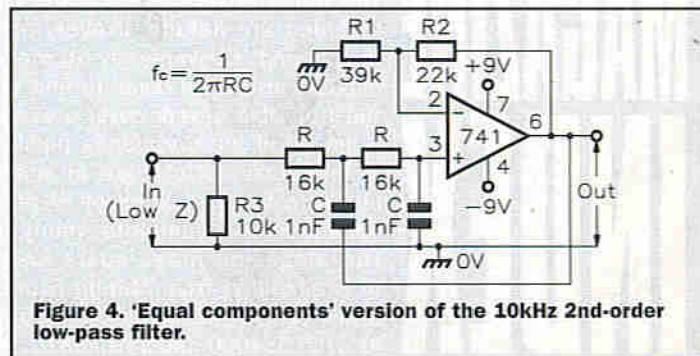 R1
R2
39k
22k
0V
fc= 1
2πRC
+9V
2
−
7
741
6
3
+
4
−9V
R
R
16k
16k
In
(Low Z)
R3
10k
C
1nF
C
1nF
Out
0V
Figure 4. 'Equal components' version of the 10kHz 2nd-order
low-pass filter.